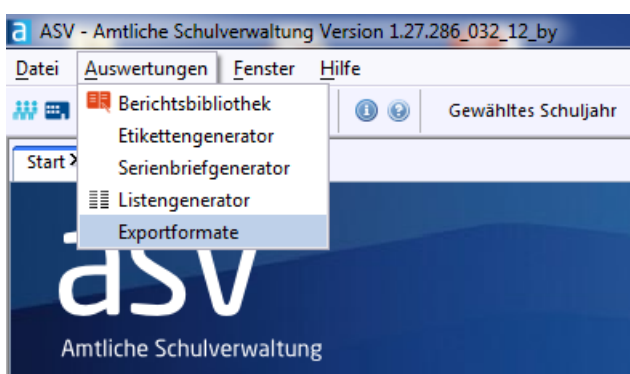 a ASV - Amtliche Schulverwaltung Version 1.27.286_032_12_by
Datei Auswertungen Fenster Hilfe
Berichtsbibliothek
Gewähltes Schuljahr
Etikettengenerator
Start X
Serienbriefgenerator
Listengenerator
Exportformate
asv
Amtliche Schulverwaltung